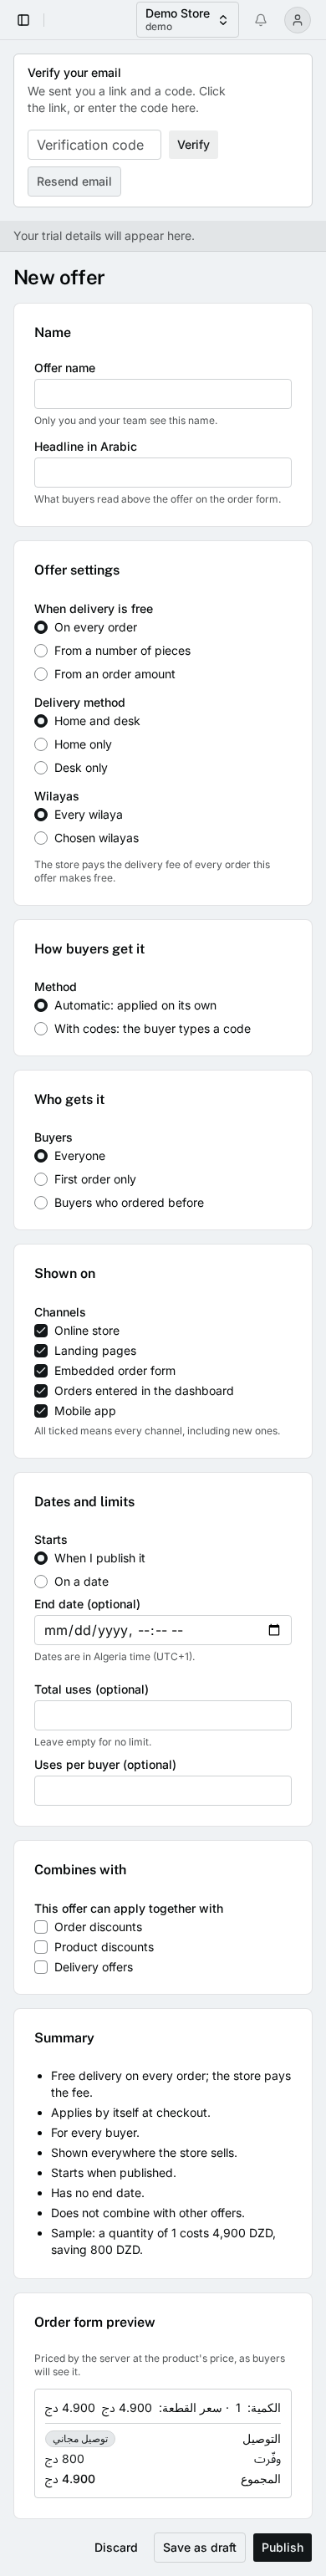 Demo Store
demo
Verify your email
We sent you a link and a code. Click
the link, or enter the code here.
Verification code
Verify
Resend email
Your trial details will appear here.
New offer
Name
Offer name
Only you and your team see this name.
Headline in Arabic
What buyers read above the offer on the order form.
Offer settings
When delivery is free
On every order
From a number of pieces
From an order amount
Delivery method
Home and desk
Home only
Desk only
Wilayas
Every wilaya
Chosen wilayas
The store pays the delivery fee of every order this
offer makes free.
How buyers get it
Method
Automatic: applied on its own
With codes: the buyer types a code
Who gets it
Buyers
Everyone
First order only
Buyers who ordered before
Shown on
Channels
Online store
Landing pages
Embedded order form
Orders entered in the dashboard
Mobile app
All ticked means every channel, including new ones.
Dates and limits
Starts
When I publish it
On a date
End date (optional)
mm/dd/yyyy, --:-- --
Dates are in Algeria time (UTC+1).
Total uses (optional)
Leave empty for no limit.
Uses per buyer (optional)
Combines with
This offer can apply together with
Order discounts
Product discounts
Delivery offers
Summary
Free delivery on every order; the store pays
the fee.
Applies by itself at checkout.
For every buyer.
Shown everywhere the store sells.
Starts when published.
Has no end date.
Does not combine with other offers.
Sample: a quantity of 1 costs 4,900 DZD,
saving 800 DZD.
Order form preview
Priced by the server at the product's price, as buyers
will see it.
الكمية: 1 · سعر القطعة: 4.900 دج 4.900 دج
التوصيل توصيل مجاني
وفّرت 800 دج
المجموع 4.900 دج
Discard
Save as draft
Publish